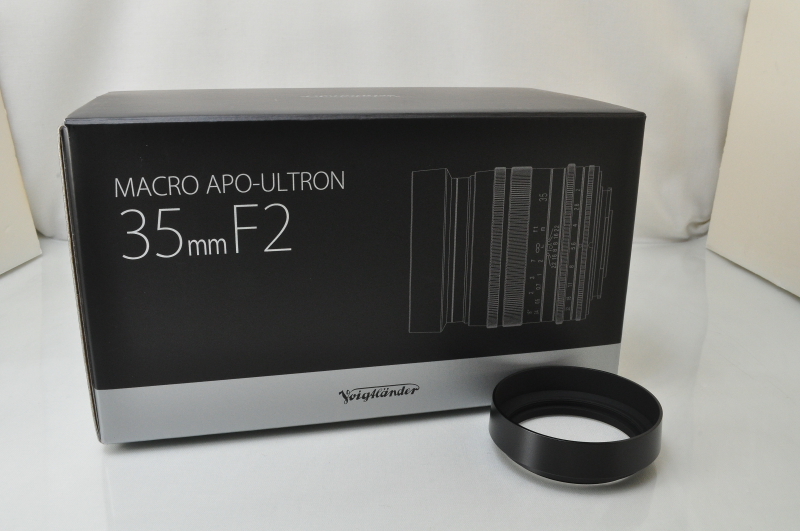 MACRO APO-ULTRON
35mm F2
Voigtländer